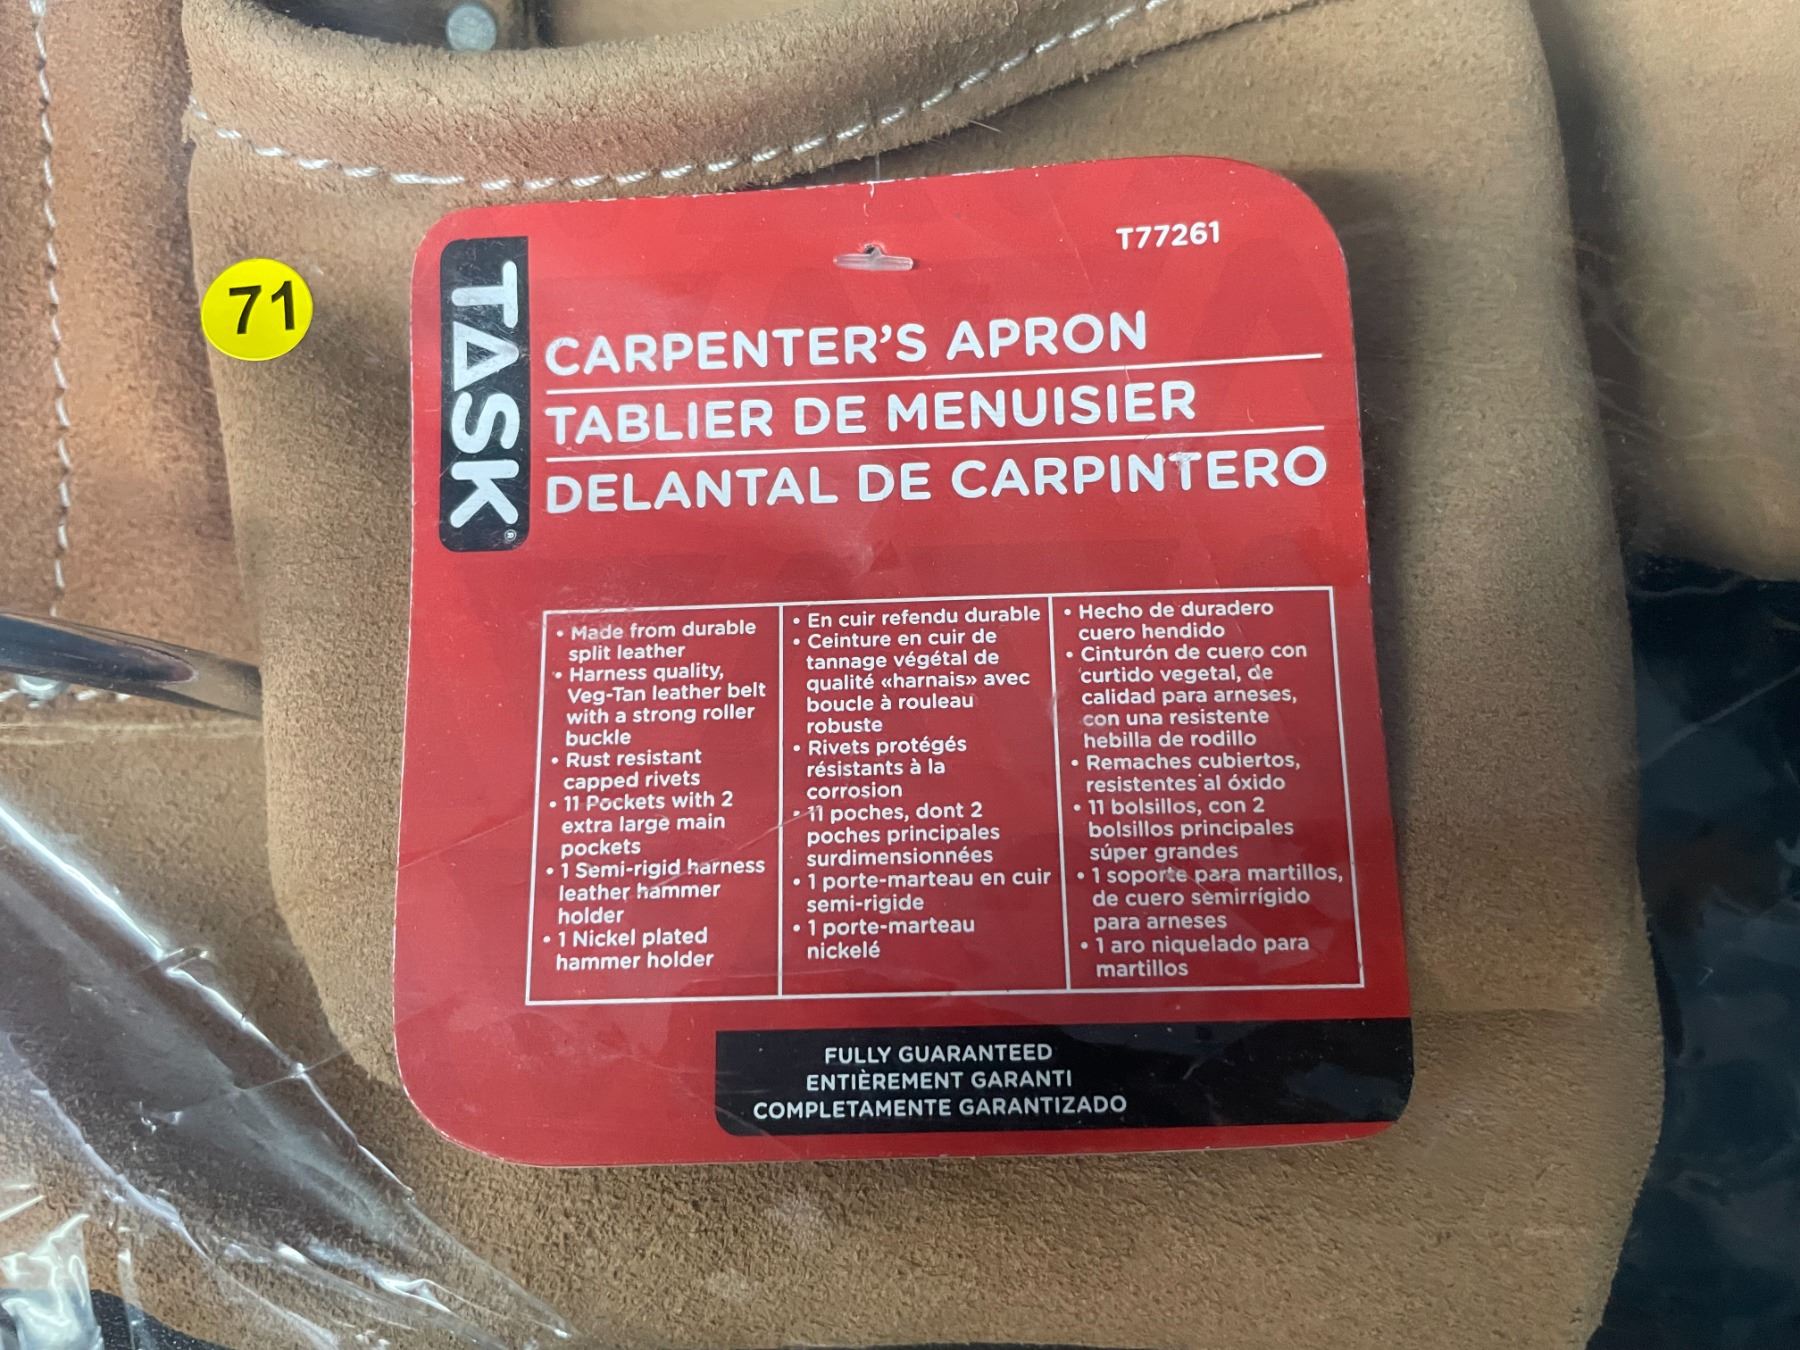 71
TASK®
T77261
CARPENTER'S APRON
TABLIER DE MENUISIER
DELANTAL DE CARPINTERO
• Made from durable
split leather
• Harness quality,
Veg-Tan leather belt
with a strong roller
buckle
• Rust resistant
capped rivets
• 11 Pockets with 2
extra large main
pockets
• 1 Semi-rigid harness
leather hammer
holder
• 1 Nickel plated
hammer holder
• En cuir refendu durable
• Ceinture en cuir de
tannage végétal de
qualité «harnais» avec
boucle à rouleau
robuste
• Rivets protégés
résistants à la
corrosion
• 11 poches, dont 2
poches principales
surdimensionnées
• 1 porte-marteau en cuir
semi-rigide
• 1 porte-marteau
nickelé
• Hecho de duradero
cuero hendido
• Cinturón de cuero con
curtido vegetal, de
calidad para arneses,
con una resistente
hebilla de rodillo
• Remaches cubiertos,
resistentes al óxido
• 11 bolsillos, con 2
bolsillos principales
súper grandes
• 1 soporte para martillos,
de cuero semirrígido
para arneses
• 1 aro niquelado para
martillos
FULLY GUARANTEED
ENTIÈREMENT GARANTI
COMPLETAMENTE GARANTIZADO